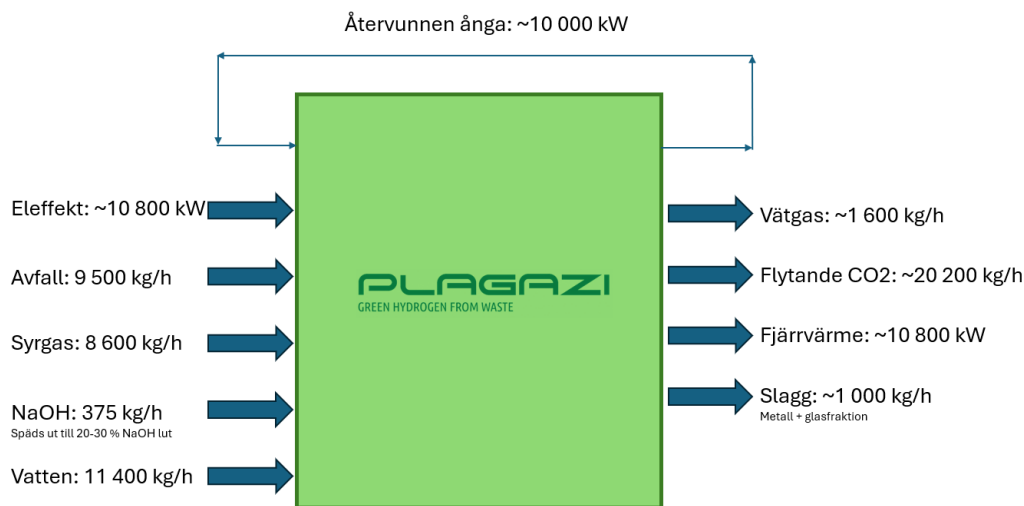 Återvunnen ånga: ~10 000 kW
Eleffekt: ~10 800 kW
Avfall: 9 500 kg/h
Syrgas: 8 600 kg/h
NaOH: 375 kg/h
Späds ut till 20-30 % NaOH lut
Vatten: 11 400 kg/h
PLAGAZI
GREEN HYDROGEN FROM WASTE
Vätgas: ~1 600 kg/h
Flytande CO2: ~20 200 kg/h
Fjärrvärme: ~10 800 kW
Slagg: ~1 000 kg/h
Metall + glasfraktion